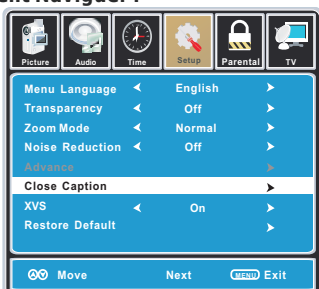 Picture Audio Time Setup Parental TV
Menu Language English
Transparency Off
Zoom Mode Normal
Noise Reduction Off
Advance
Close Caption
XVS On
Restore Default
Move Next MENU Exit